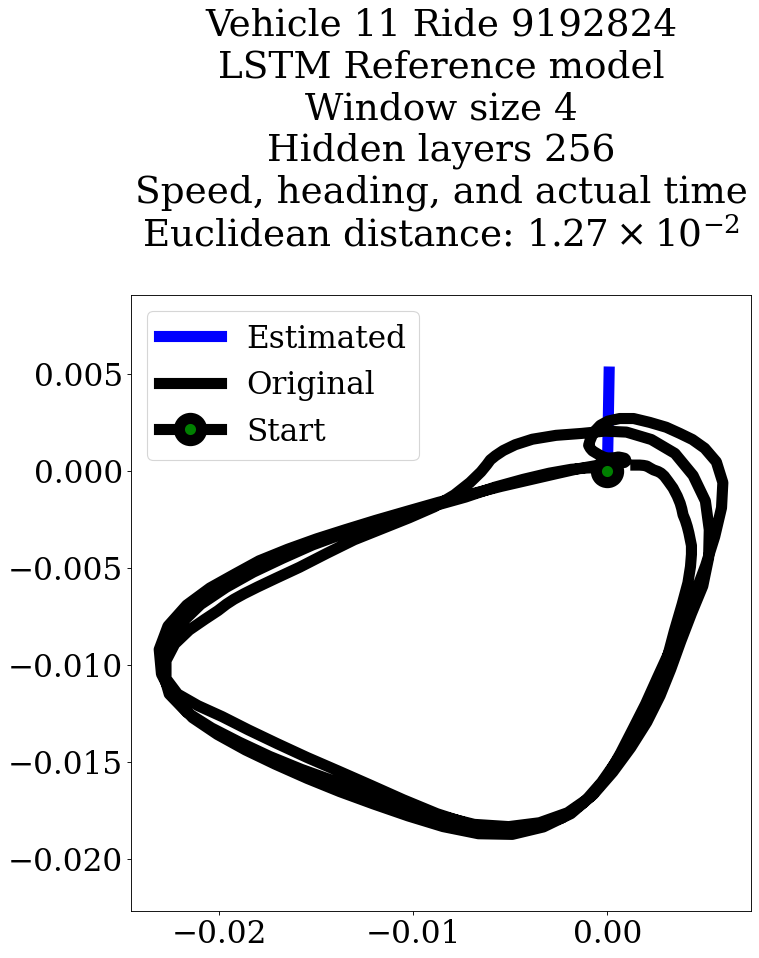 Vehicle 11 Ride 9192824
LSTM Reference model
Window size 4
Hidden layers 256
Speed, heading, and actual time
Euclidean distance: 1.27 × 10⁻²
Estimated
Original
Start
0.005
0.000
−0.005
−0.010
−0.015
−0.020
−0.02 −0.01 0.00